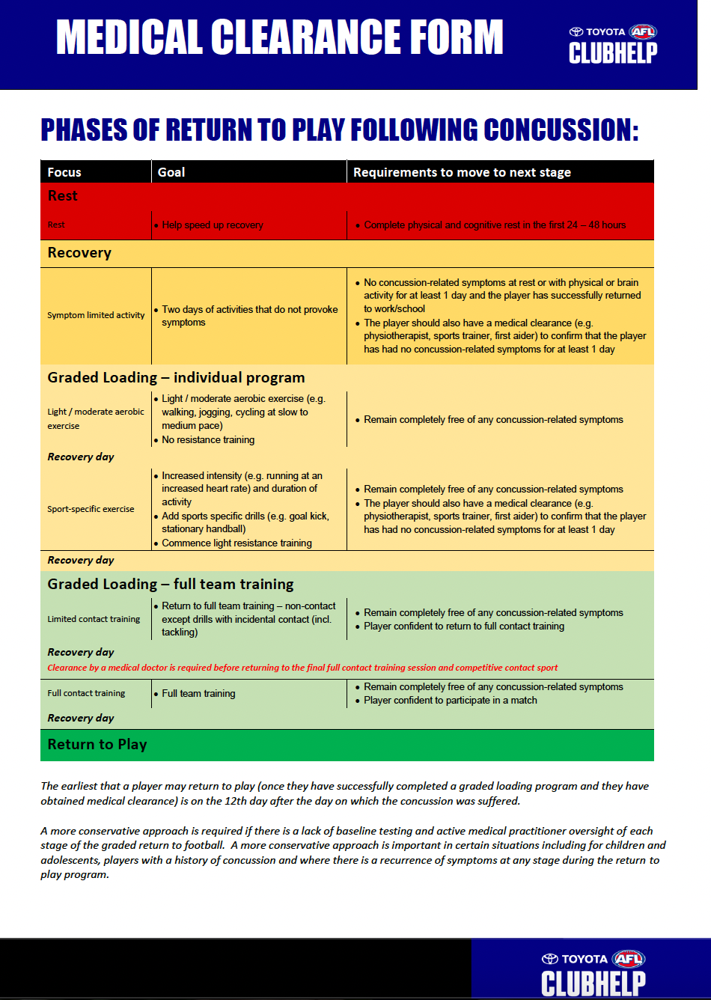 MEDICAL CLEARANCE FORM
TOYOTA AFL
CLUBHELP
PHASES OF RETURN TO PLAY FOLLOWING CONCUSSION:
Focus Goal Requirements to move to next stage
Rest
Rest
• Help speed up recovery
• Complete physical and cognitive rest in the first 24 – 48 hours
Recovery
Symptom limited activity
• Two days of activities that do not provoke
symptoms
• No concussion-related symptoms at rest or with physical or brain
activity for at least 1 day and the player has successfully returned
to work/school
• The player should also have a medical clearance (e.g.
physiotherapist, sports trainer, first aider) to confirm that the player
has had no concussion-related symptoms for at least 1 day
Graded Loading – individual program
Light / moderate aerobic
exercise
• Light / moderate aerobic exercise (e.g.
walking, jogging, cycling at slow to
medium pace)
• No resistance training
• Remain completely free of any concussion-related symptoms
Recovery day
Sport-specific exercise
• Increased intensity (e.g. running at an
increased heart rate) and duration of
activity
• Add sports specific drills (e.g. goal kick,
stationary handball)
• Commence light resistance training
• Remain completely free of any concussion-related symptoms
• The player should also have a medical clearance (e.g.
physiotherapist, sports trainer, first aider) to confirm that the player
has had no concussion-related symptoms for at least 1 day
Recovery day
Graded Loading – full team training
Limited contact training
• Return to full team training – non-contact
except drills with incidental contact (incl.
tackling)
• Remain completely free of any concussion-related symptoms
• Player confident to return to full contact training
Recovery day
Clearance by a medical doctor is required before returning to the final full contact training session and competitive contact sport
Full contact training
• Full team training
• Remain completely free of any concussion-related symptoms
• Player confident to participate in a match
Recovery day
Return to Play
The earliest that a player may return to play (once they have successfully completed a graded loading program and they have
obtained medical clearance) is on the 12th day after the day on which the concussion was suffered.
A more conservative approach is required if there is a lack of baseline testing and active medical practitioner oversight of each
stage of the graded return to football.  A more conservative approach is important in certain situations including for children and
adolescents, players with a history of concussion and where there is a recurrence of symptoms at any stage during the return to
play program.
TOYOTA AFL
CLUBHELP